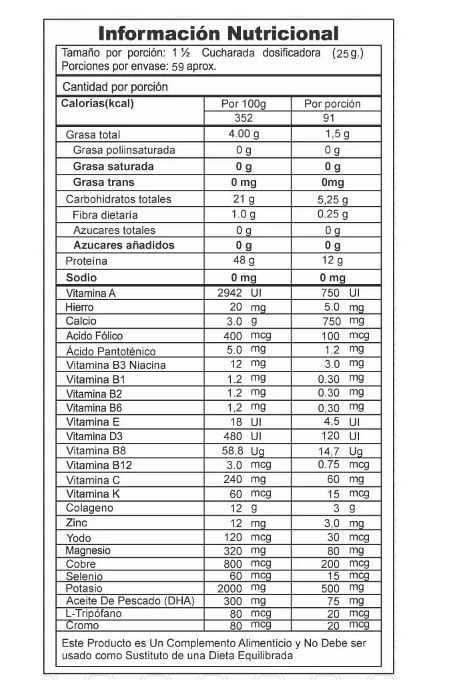 Información Nutricional
Tamaño por porción: 1 ½ Cucharada dosificadora (25g.)
Porciones por envase: 59 aprox.
Cantidad por porción
Calorías(kcal) Por 100g Por porción
352 91
Grasa total 4.00 g 1,5 g
Grasa poliinsaturada 0 g 0 g
Grasa saturada 0 g 0 g
Grasa trans 0 mg 0mg
Carbohidratos totales 21 g 5,25 g
Fibra dietaría 1.0 g 0.25 g
Azucares totales 0 g 0 g
Azucares añadidos 0 g 0 g
Proteína 48 g 12 g
Sodio 0 mg 0 mg
Vitamina A 2942 UI 750 UI
Hierro 20 mg 5.0 mg
Calcio 3.0 g 750 mg
Acido Fólico 400 mcg 100 mcg
Ácido Pantoténico 5.0 mg 1.2 mg
Vitamina B3 Niacina 12 mg 3.0 mg
Vitamina B1 1.2 mg 0.30 mg
Vitamina B2 1.2 mg 0.30 mg
Vitamina B6 1,2 mg 0,30 mg
Vitamina E 18 UI 4.5 UI
Vitamina D3 480 UI 120 UI
Vitamina B8 58,8 Ug 14,7 Ug
Vitamina B12 3.0 mcg 0.75 mcg
Vitamina C 240 mg 60 mg
Vitamina K 60 mcg 15 mcg
Colageno 12 g 3 g
Zinc 12 mg 3,0 mg
Yodo 120 mcg 30 mcg
Magnesio 320 mg 80 mg
Cobre 800 mcg 200 mcg
Selenio 60 mcg 15 mcg
Potasio 2000 mg 500 mg
Aceite De Pescado (DHA) 300 mg 75 mg
L-Tripófano 80 mcg 20 mcg
Cromo 80 mcg 20 mcg
Este Producto es Un Complemento Alimenticio y No Debe ser
usado como Sustituto de una Dieta Equilibrada